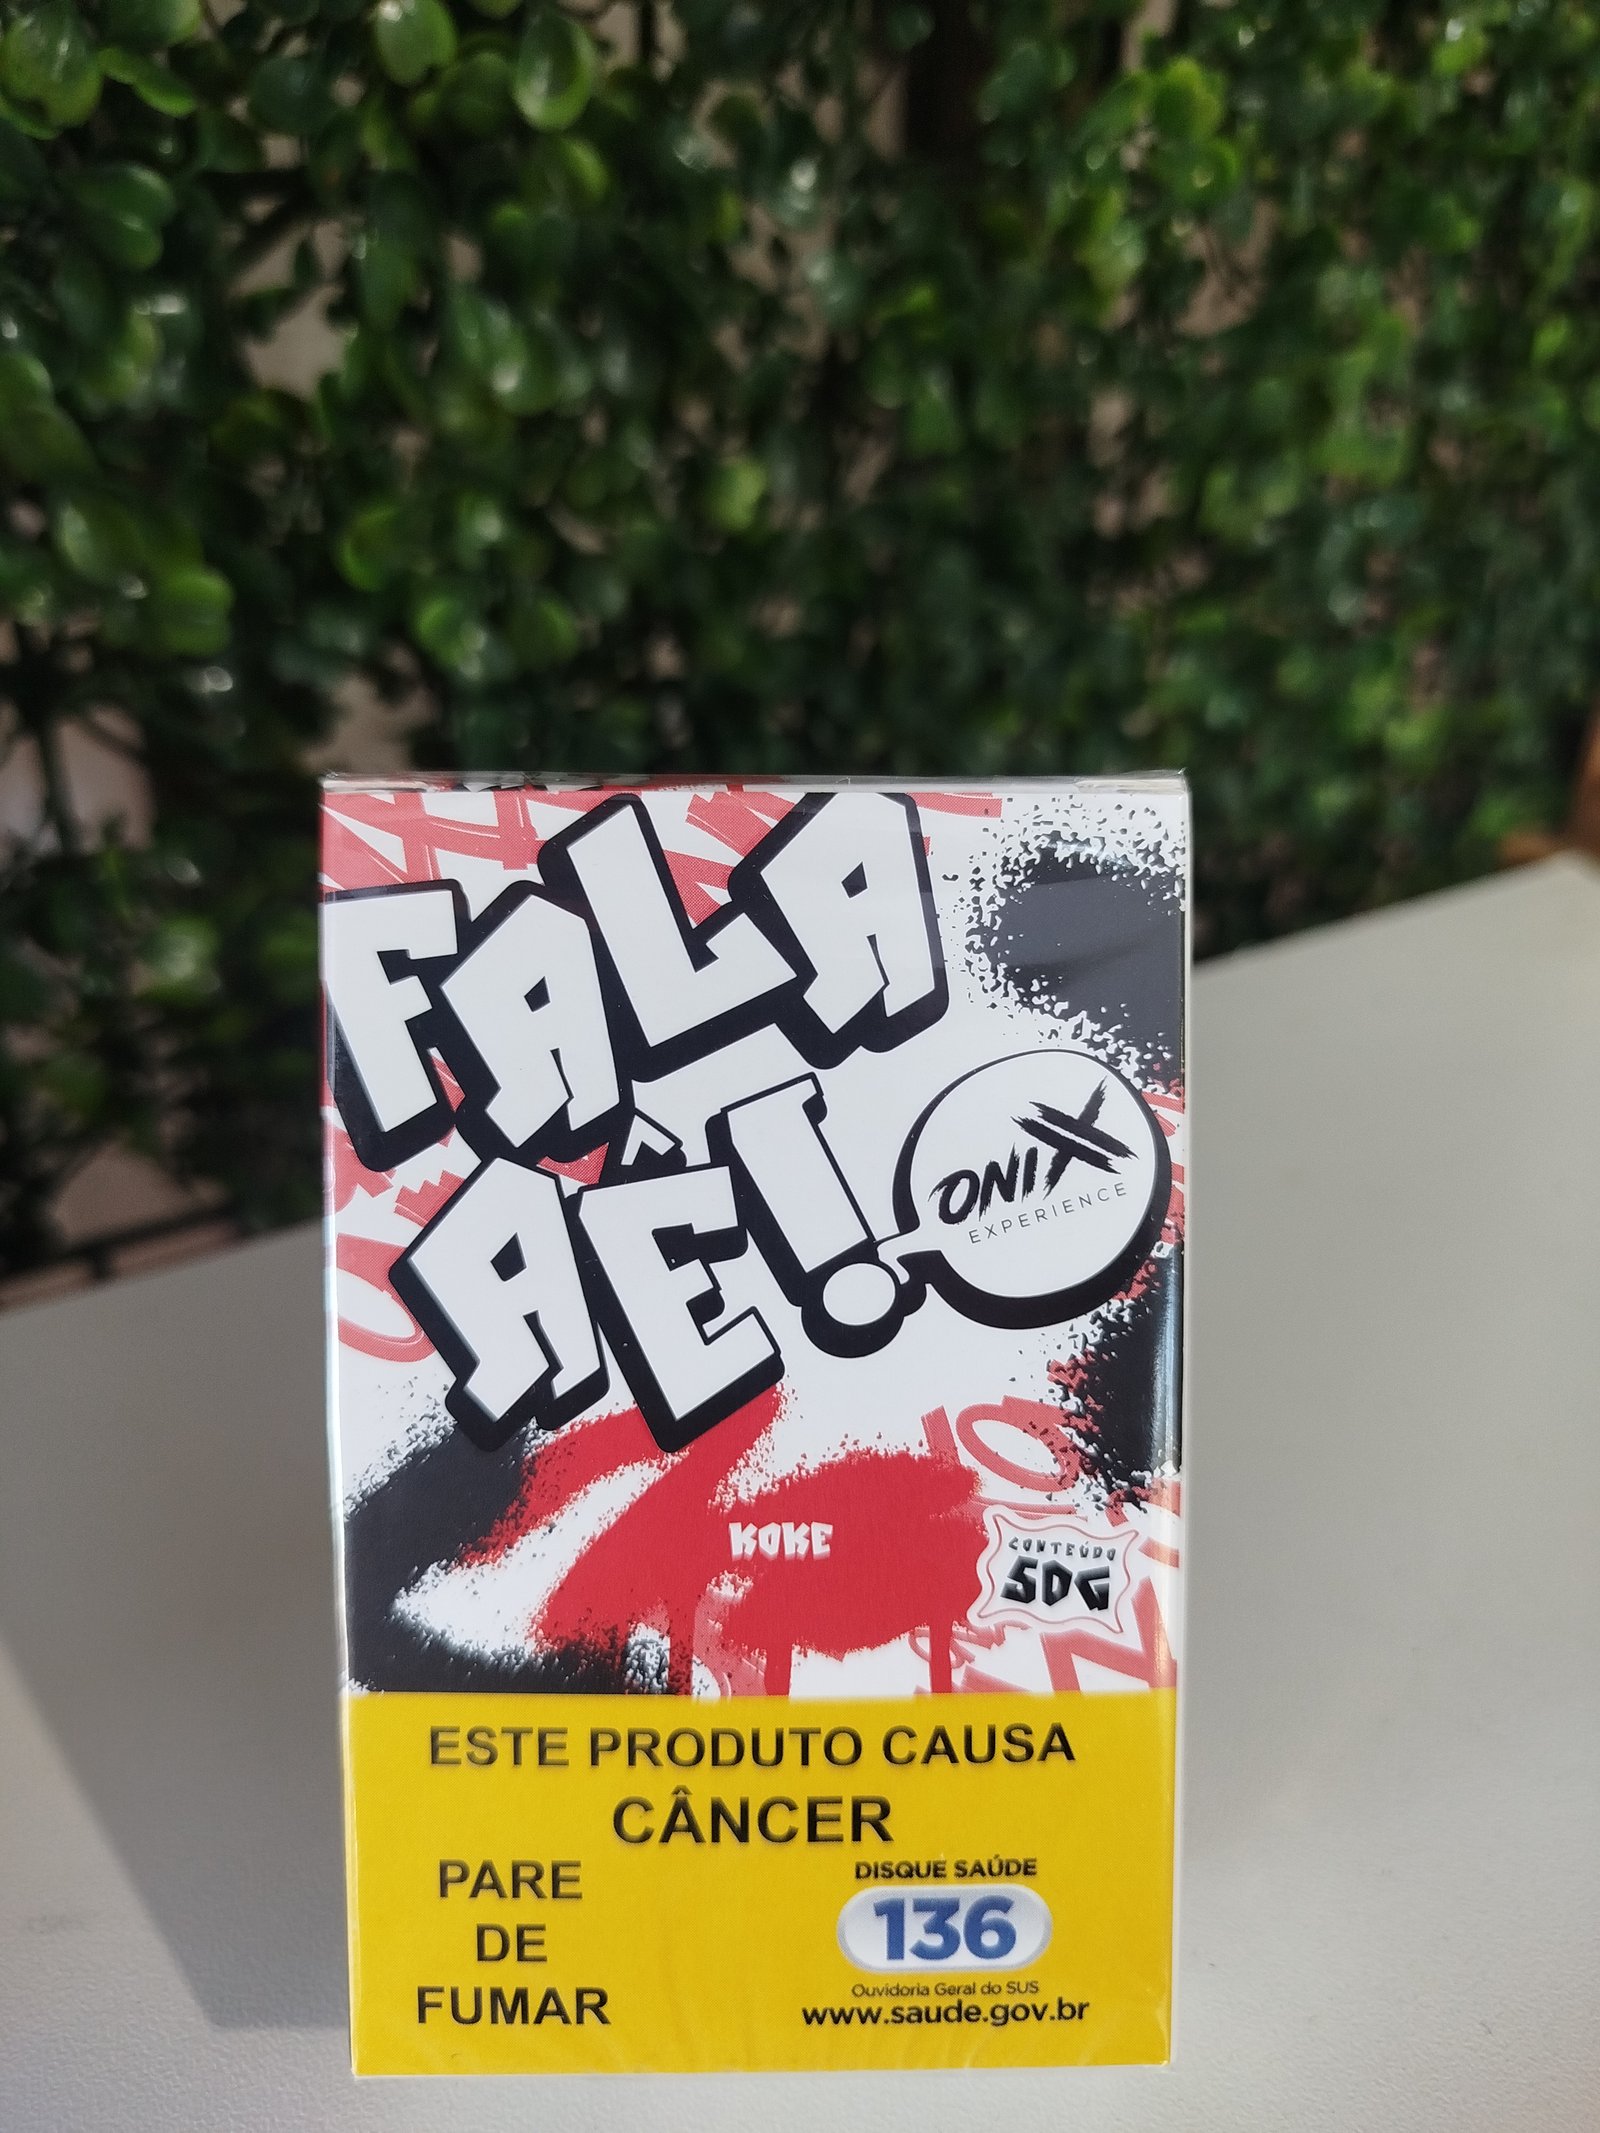 FALA
AÊ!
ONIX
EXPERIENCE
KOKE
CONTEÚDO
50G
ESTE PRODUTO CAUSA
CÂNCER
PARE
DE
FUMAR
DISQUE SAÚDE
136
Ouvidoria Geral do SUS
www.saude.gov.br